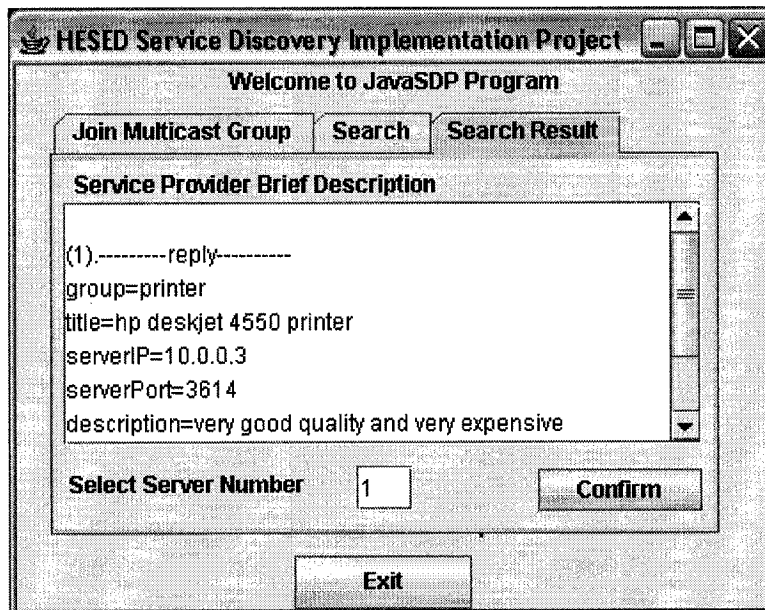 HESED Service Discovery Implementation Project
Welcome to JavaSDP Program
Join Multicast Group
Search
Search Result
Service Provider Brief Description
(1).---------reply----------
group=printer
title=hp deskjet 4550 printer
serverIP=10.0.0.3
serverPort=3614
description=very good quality and very expensive
Select Server Number
1
Confirm
Exit